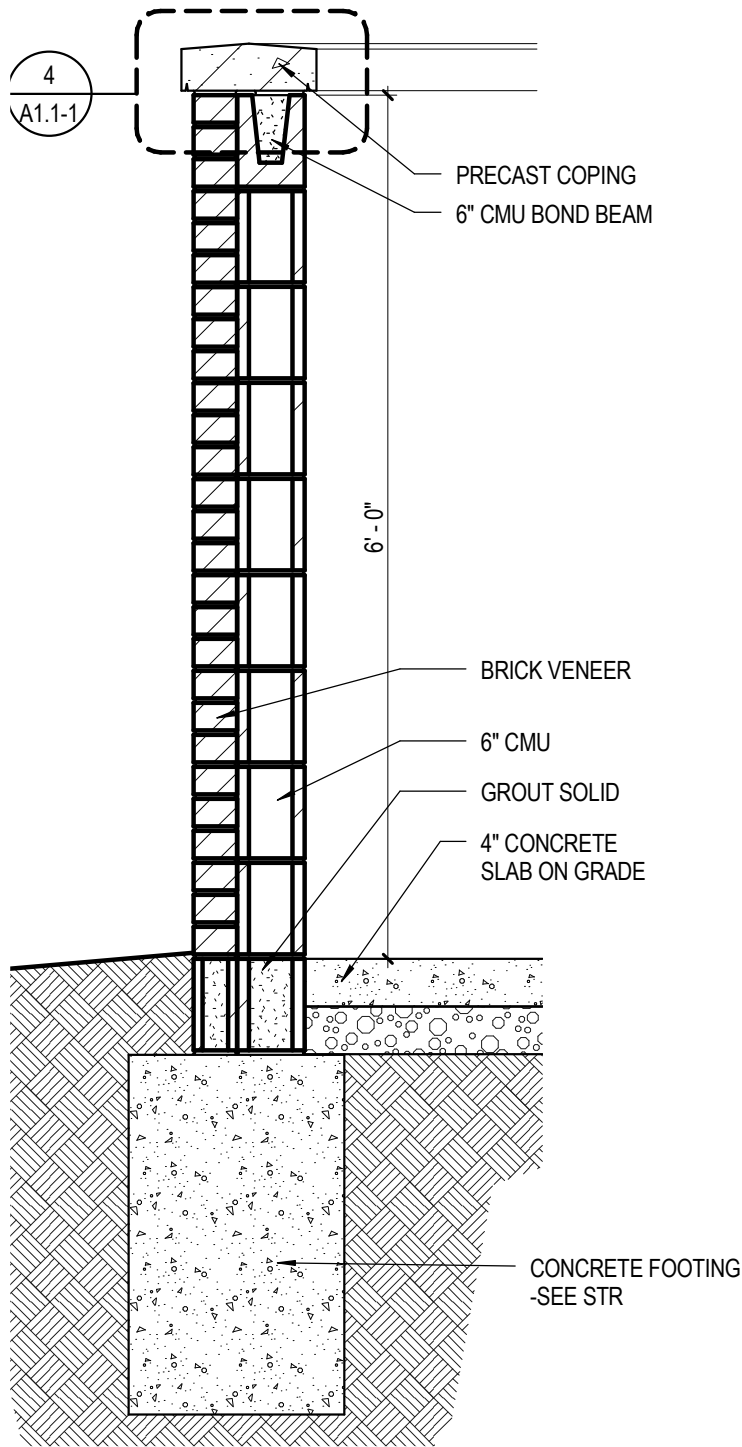 4
A1.1-1
PRECAST COPING
6" CMU BOND BEAM
6' - 0"
BRICK VENEER
6" CMU
GROUT SOLID
4" CONCRETE
SLAB ON GRADE
CONCRETE FOOTING
-SEE STR